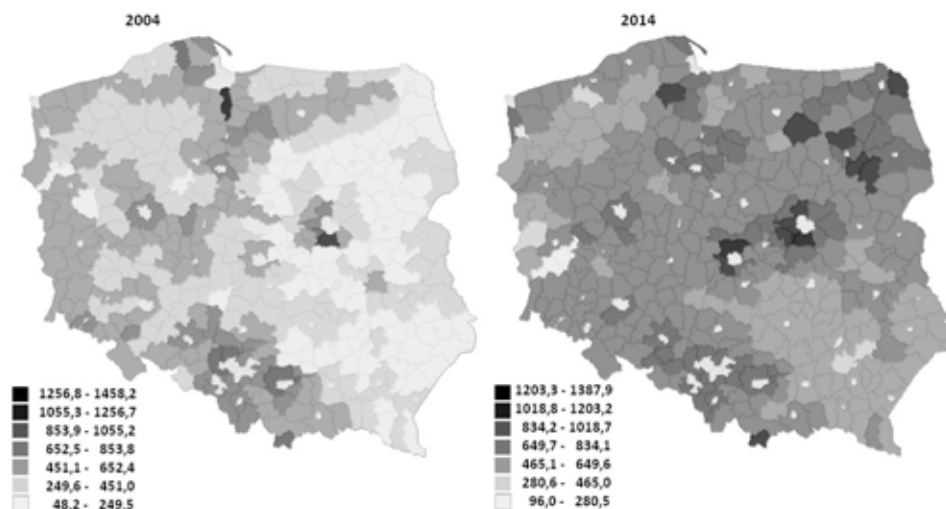 2004
2014
1256,8 - 1458,2
1055,3 - 1256,7
853,9 - 1055,2
652,5 - 853,8
451,1 - 652,4
249,6 - 451,0
48,2 - 249,5
1203,3 - 1387,9
1018,8 - 1203,2
834,2 - 1018,7
649,7 - 834,1
465,1 - 649,6
280,6 - 465,0
96,0 - 280,5